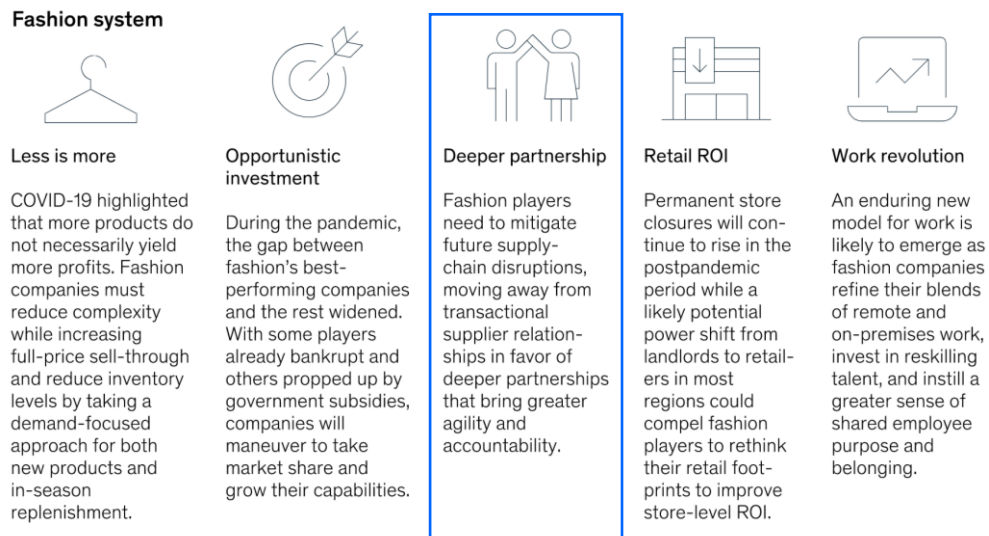 Fashion system
Less is more
COVID-19 highlighted
that more products do
not necessarily yield
more profits. Fashion
companies must
reduce complexity
while increasing
full-price sell-through
and reduce inventory
levels by taking a
demand-focused
approach for both
new products and
in-season
replenishment.
Opportunistic
investment
During the pandemic,
the gap between
fashion's best-
performing companies
and the rest widened.
With some players
already bankrupt and
others propped up by
government subsidies,
companies will
maneuver to take
market share and
grow their capabilities.
Deeper partnership
Fashion players
need to mitigate
future supply-
chain disruptions,
moving away from
transactional
supplier relation-
ships in favor of
deeper partnerships
that bring greater
agility and
accountability.
Retail ROI
Permanent store
closures will con-
tinue to rise in the
postpandemic
period while a
likely potential
power shift from
landlords to retail-
ers in most
regions could
compel fashion
players to rethink
their retail foot-
prints to improve
store-level ROI.
Work revolution
An enduring new
model for work is
likely to emerge as
fashion companies
refine their blends
of remote and
on-premises work,
invest in reskilling
talent, and instill a
greater sense of
shared employee
purpose and
belonging.